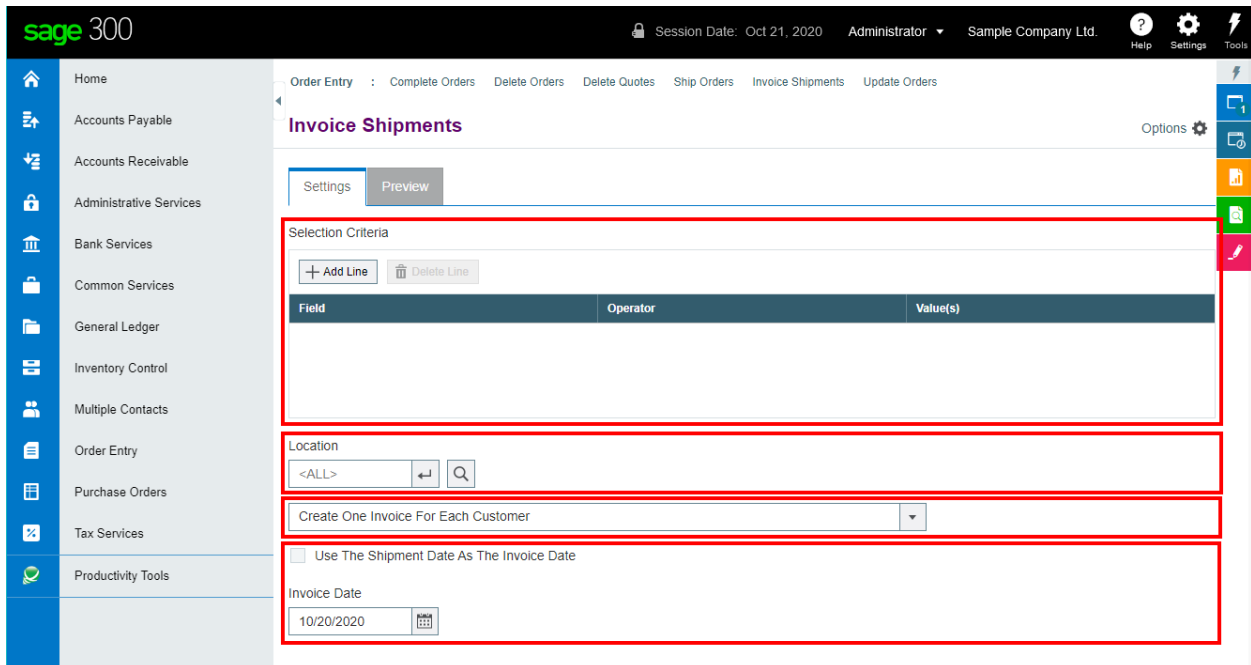 sage 300
Session Date: Oct 21, 2020
Administrator
Sample Company Ltd.
? Help
Settings
Tools
Home
Accounts Payable
Accounts Receivable
Administrative Services
Bank Services
Common Services
General Ledger
Inventory Control
Multiple Contacts
Order Entry
Purchase Orders
Tax Services
Productivity Tools
Order Entry : Complete Orders Delete Orders Delete Quotes Ship Orders Invoice Shipments Update Orders
Invoice Shipments
Options
1
Settings Preview
Selection Criteria
Add Line Delete Line
Field Operator Value(s)
Location
<ALL>
Create One Invoice For Each Customer
Use The Shipment Date As The Invoice Date
Invoice Date
10/20/2020